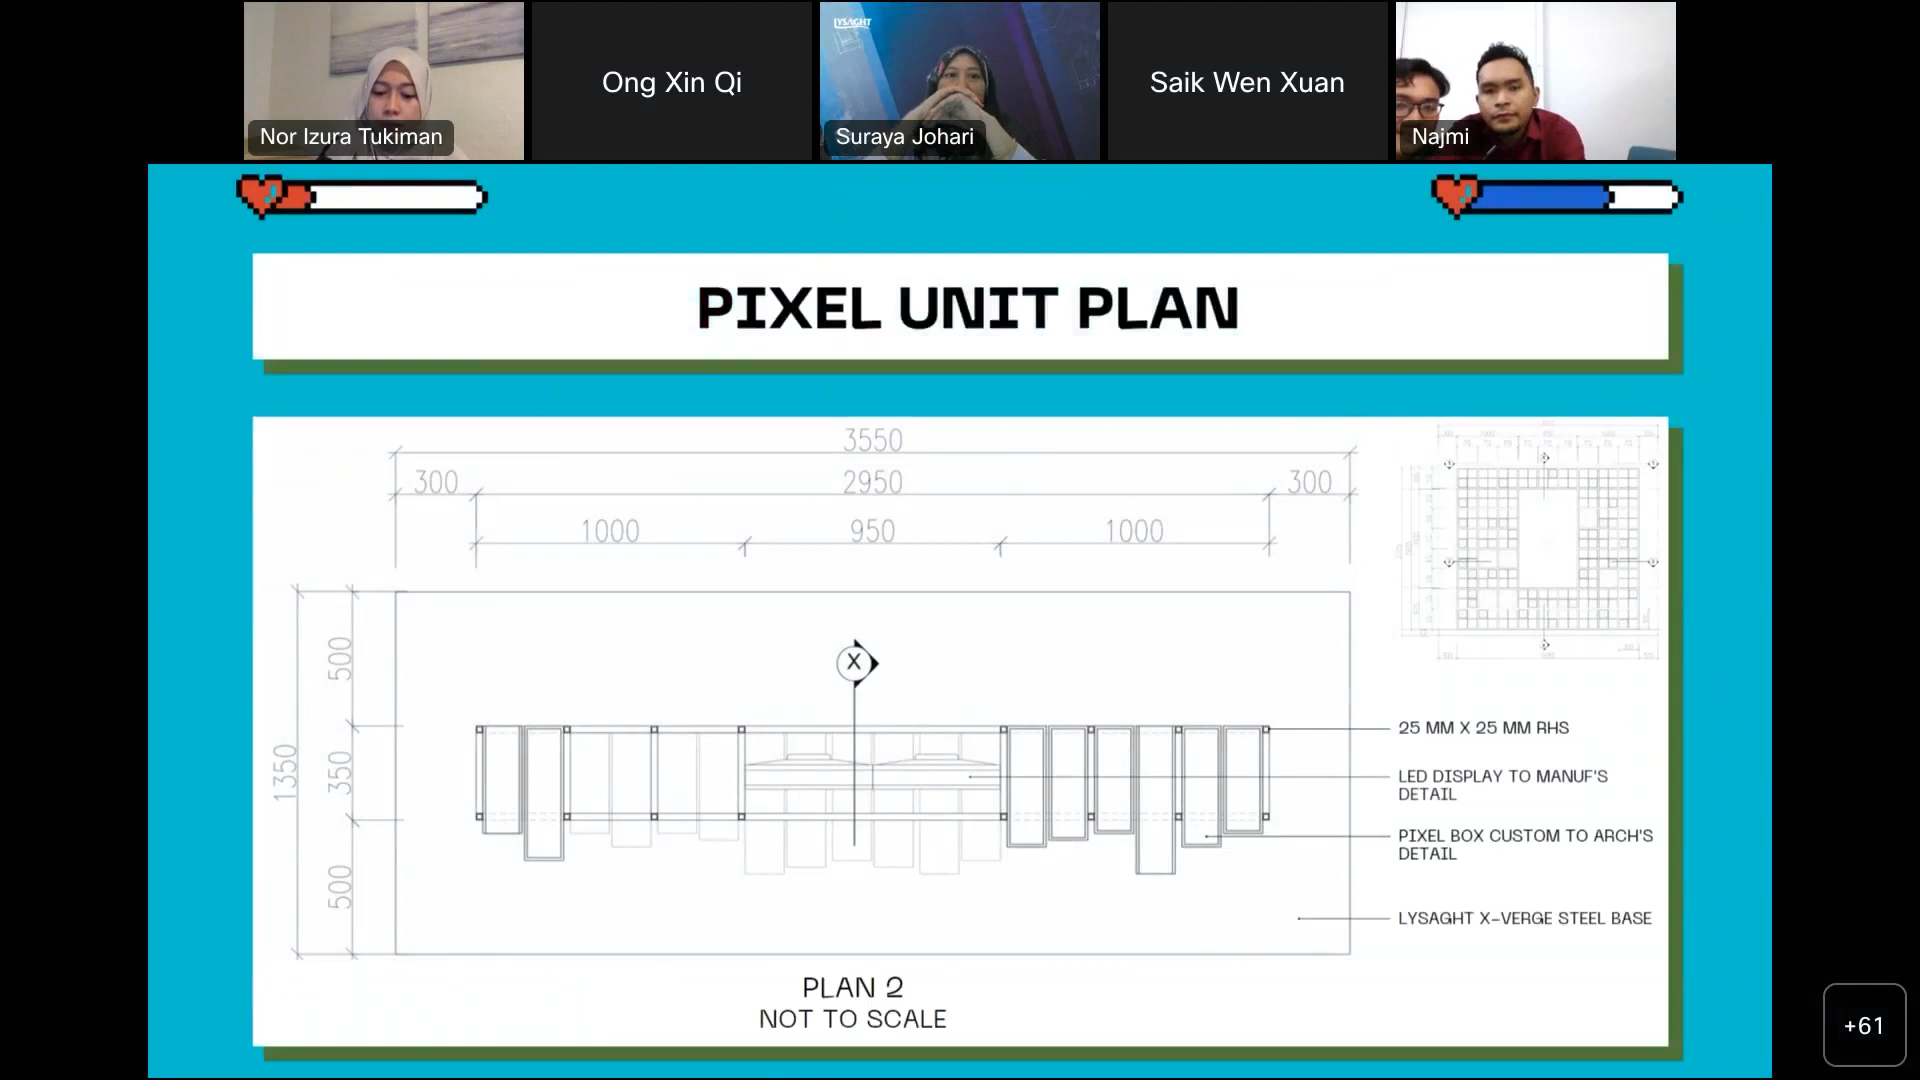 LYSAGHT
Ong Xin Qi
Saik Wen Xuan
Nor Izura Tukiman
Suraya Johari
Najmi
PIXEL UNIT PLAN
3550
300
2950
300
1000
950
1000
500
350
1350
500
X
25 MM X 25 MM RHS
LED DISPLAY TO MANUF'S
DETAIL
PIXEL BOX CUSTOM TO ARCH'S
DETAIL
LYSAGHT X-VERGE STEEL BASE
PLAN 2
NOT TO SCALE
+61